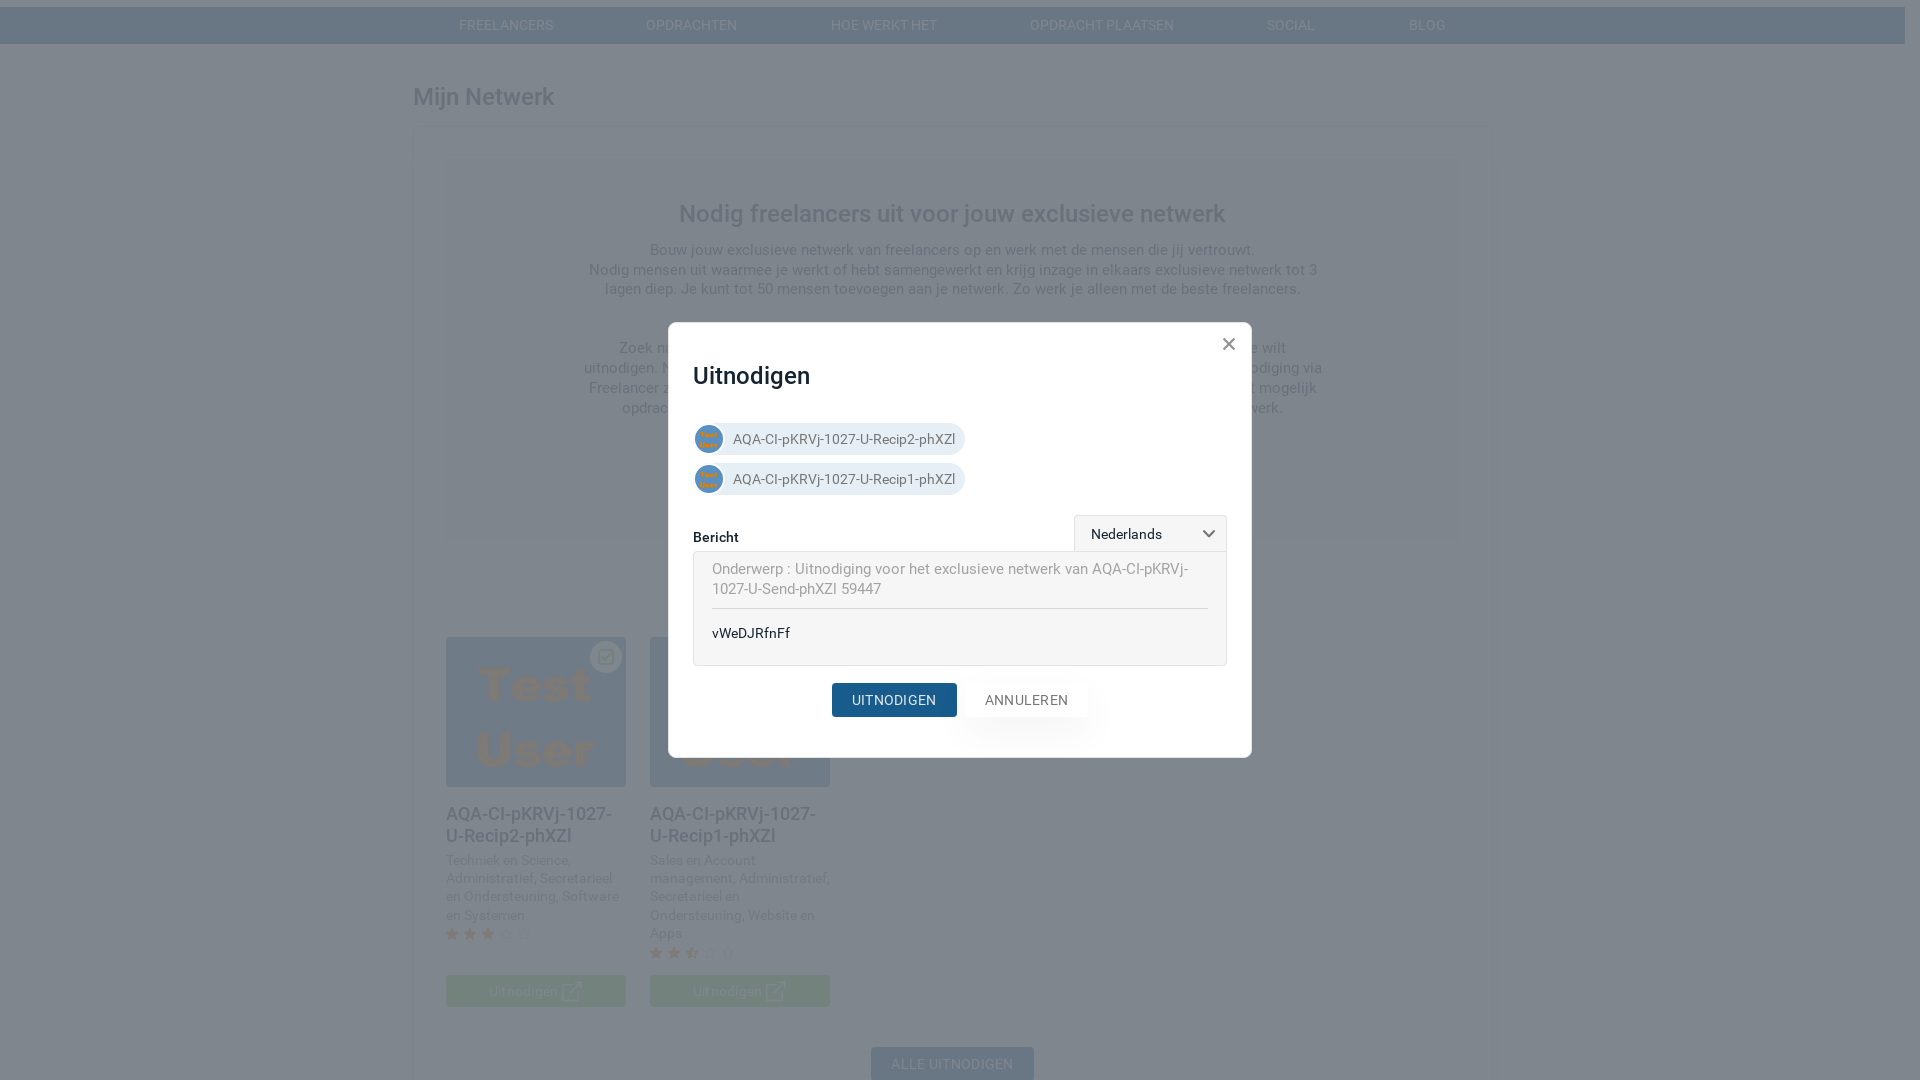 FREELANCERS OPDRACHTEN HOE WERKT HET OPDRACHT PLAATSEN SOCIAL BLOG
Mijn Netwerk
Nodig freelancers uit voor jouw exclusieve netwerk
Bouw jouw exclusieve netwerk van freelancers op en werk met de mensen die jij vertrouwt.
Nodig mensen uit waarmee je werkt of hebt samengewerkt en krijg inzage in elkaars exclusieve netwerk tot 3
lagen diep. Je kunt tot 50 mensen toevoegen aan je netwerk. Zo werk je alleen met de beste freelancers.
Zoek wilt
uitnodigen. via
Freelancer mogelijk
Uitnodigen
AQA-CI-pKRVj-1027-U-Recip2-phXZl
AQA-CI-pKRVj-1027-U-Recip1-phXZl
Bericht
Nederlands
Onderwerp : Uitnodiging voor het exclusieve netwerk van AQA-CI-pKRVj-
1027-U-Send-phXZl 59447
vWeDJRfnFf
UITNODIGEN ANNULEREN
Test
User
AQA-CI-pKRVj-1027-
U-Recip2-phXZl
Techniek en Science,
Administratief, Secretarieel
en Ondersteuning, Software
en Systemen
Uitnodigen
AQA-CI-pKRVj-1027-
U-Recip1-phXZl
Sales en Account
management, Administratief,
Secretarieel en
Ondersteuning, Website en
Apps
Uitnodigen
ALLE UITNODIGEN